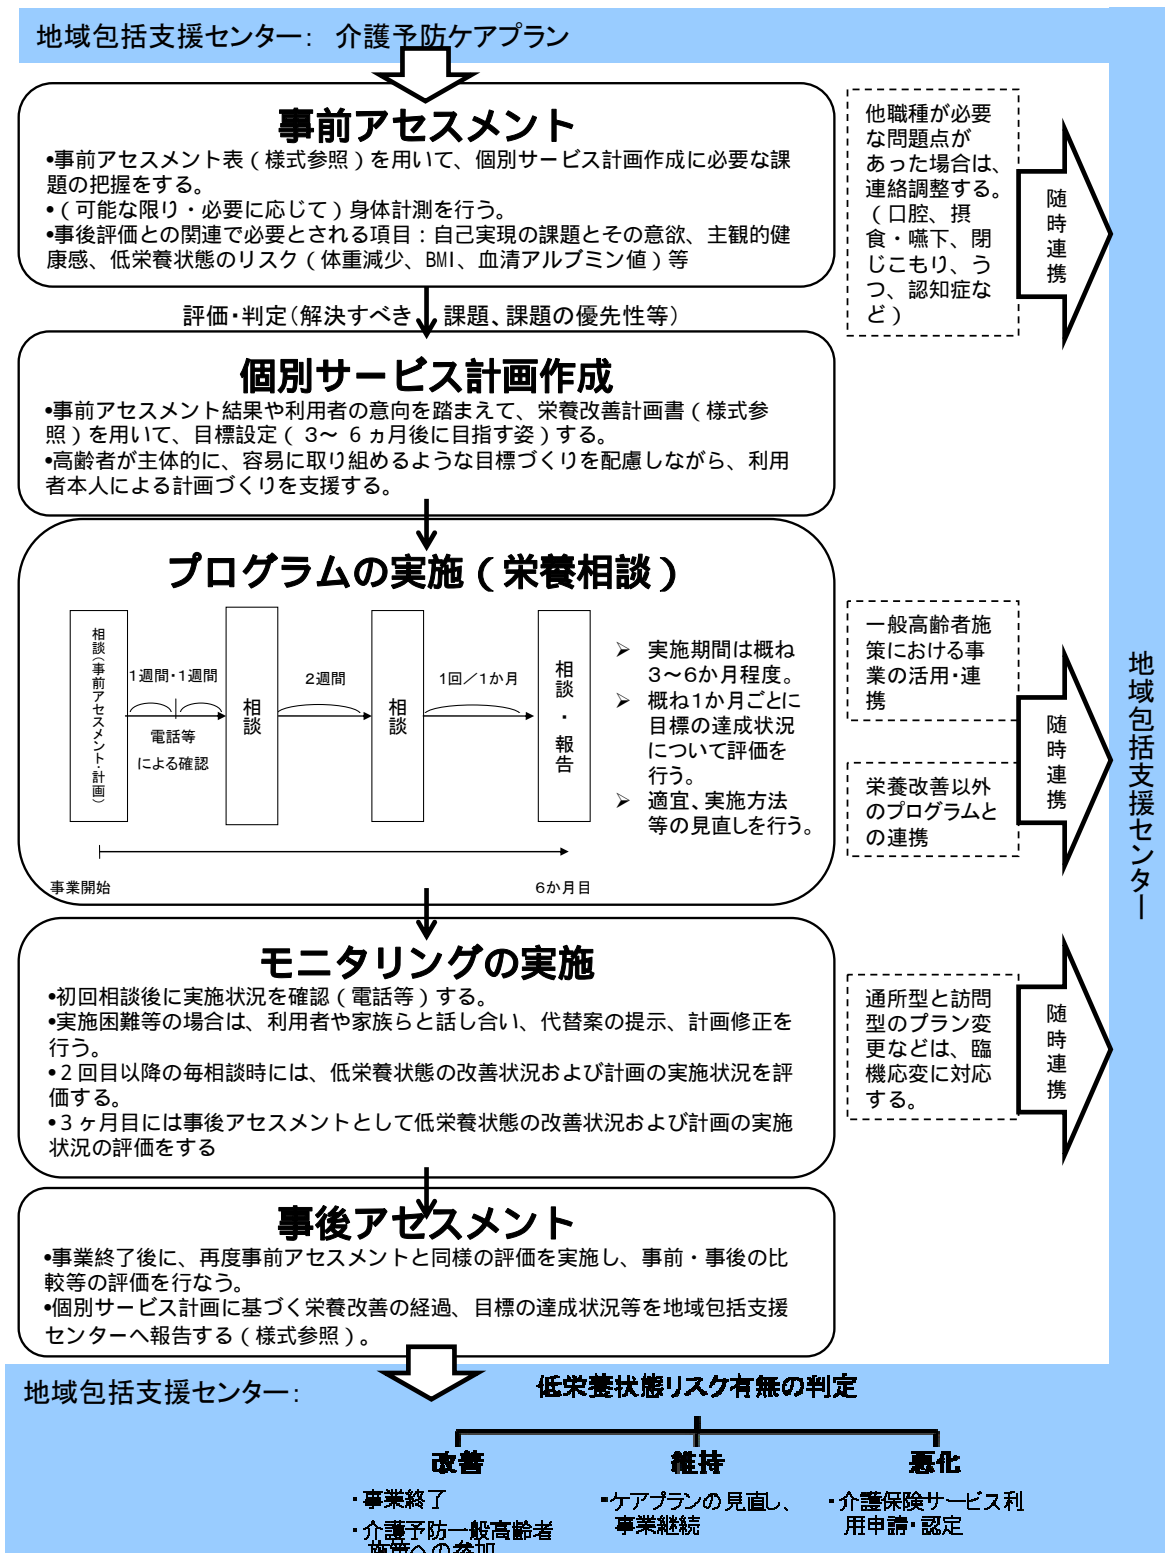 地域包括支援センター：　介護予防ケアプラン
事前アセスメント
•事前アセスメント表（様式参照）を用いて、個別サービス計画作成に必要な課
題の把握をする。
•（可能な限り・必要に応じて）身体計測を行う。
•事後評価との関連で必要とされる項目：自己実現の課題とその意欲、主観的健
康感、低栄養状態のリスク（体重減少、BMI、血清アルブミン値）等
他職種が必要
な問題点が
あった場合は、
連絡調整する。
（口腔、摂
食・嚥下、閉
じこもり、う
つ、認知症な
ど）
随時連携
評価・判定（解決すべき　課題、課題の優先性等）
個別サービス計画作成
•事前アセスメント結果や利用者の意向を踏まえて、栄養改善計画書（様式参
照）を用いて、目標設定（ 3～ 6 ヵ月後に目指す姿）する。
•高齢者が主体的に、容易に取り組めるような目標づくりを配慮しながら、利用
者本人による計画づくりを支援する。
プログラムの実施（栄養相談）
相談（事前アセスメント・計画）
1週間・1週間
電話等
による確認
相談
2週間
相談
1回／1か月
相談・報告
事業開始
6か月目
➢ 実施期間は概ね
3～6か月程度。
➢ 概ね1か月ごとに
目標の達成状況
について評価を
行う。
➢ 適宜、実施方法
等の見直しを行う。
一般高齢者施
策における事
業の活用・連
携
栄養改善以外
のプログラムと
の連携
随時連携
地域包括支援センター
モニタリングの実施
•初回相談後に実施状況を確認（電話等）する。
•実施困難等の場合は、利用者や家族らと話し合い、代替案の提示、計画修正を
行う。
•2回目以降の毎相談時には、低栄養状態の改善状況および計画の実施状況を評
価する。
•3ヶ月目には事後アセスメントとして低栄養状態の改善状況および計画の実施
状況の評価をする
通所型と訪問
型のプラン変
更などは、臨
機応変に対応
する。
随時連携
事後アセスメント
•事業終了後に、再度事前アセスメントと同様の評価を実施し、事前・事後の比
較等の評価を行なう。
•個別サービス計画に基づく栄養改善の経過、目標の達成状況等を地域包括支援
センターへ報告する（様式参照）。
地域包括支援センター：
低栄養状態リスク有無の判定
改善
・事業終了
・介護予防一般高齢者
施策への参加
維持
・ケアプランの見直し、
事業継続
悪化
・介護保険サービス利
用申請・認定